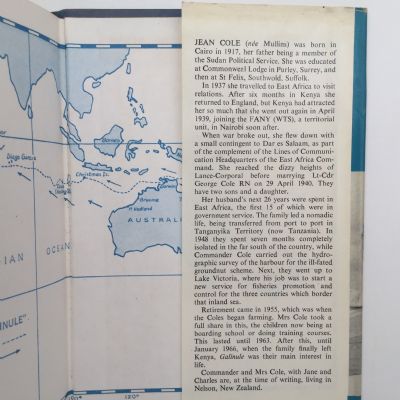 JEAN COLE (née Mullins) was born in
Cairo in 1917, her father being a member of
the Sudan Political Service. She was educated
at Commonweal Lodge in Purley, Surrey, and
then at St Felix, Southwold, Suffolk.
In 1937 she travelled to East Africa to visit
relations. After six months in Kenya she
returned to England, but Kenya had attracted
her so much that she went out again in April
1939, joining the FANY (WTS), a territorial
unit, in Nairobi soon after.
When war broke out, she flew down with
a small contingent to Dar es Salaam, as part
of the complement of the Lines of Communi-
cation Headquarters of the East Africa Com-
mand. She reached the dizzy heights of
Lance-Corporal before marrying Lt-Cdr
George Cole RN on 29 April 1940. They
have two sons and a daughter.
Her husband's next 26 years were spent in
East Africa, the first 15 of which were in
government service. The family led a nomadic
life, being transferred from port to port in
Tanganyika Territory (now Tanzania). In
1948 they spent seven months completely
isolated in the far south of the country, while
Commander Cole carried out the hydro-
graphic survey of the harbour for the ill-fated
groundnut scheme. Next, they went up to
Lake Victoria, where his job was to start a
new service for fisheries promotion and
control for the three countries which border
that inland sea.
Retirement came in 1955, which was when
the Coles began farming. Mrs Cole took a
full share in this, the children now being at
boarding school or doing training courses.
This lasted until 1963. After this, until
January 1966, when the family finally left
Kenya, Galinule was their main interest in
life.
Commander and Mrs Cole, with Jane and
Charles are, at the time of writing, living in
Nelson, New Zealand.
Borneo
Diego Garcia
Christmas Is.
Darwin
Broome
Pt Hedland
AUSTRALI
IAN
OCEAN
NULE"
110°
120°